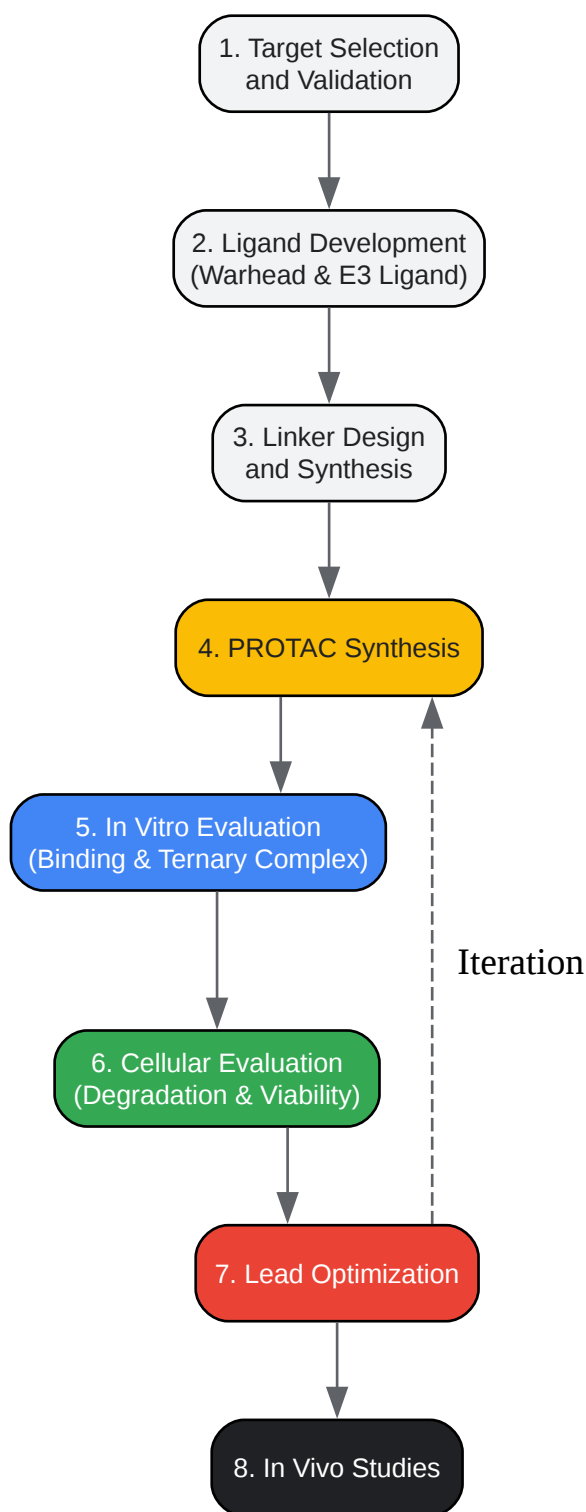 1. Target Selection
and Validation
2. Ligand Development
(Warhead & E3 Ligand)
3. Linker Design
and Synthesis
4. PROTAC Synthesis
5. In Vitro Evaluation
(Binding & Ternary Complex)
Iteration
6. Cellular Evaluation
(Degradation & Viability)
7. Lead Optimization
8. In Vivo Studies